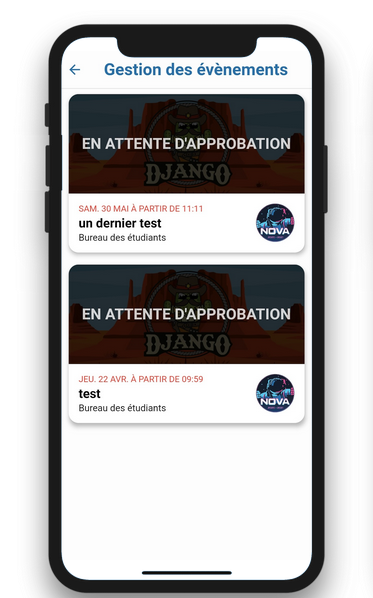 Gestion des évènements
EN ATTENTE D'APPROBATION
DJANGO
SAM. 30 MAI À PARTIR DE 11:11
un dernier test
Bureau des étudiants
NOVA
EN ATTENTE D'APPROBATION
DJANGO
JEU. 22 AVR. À PARTIR DE 09:59
test
Bureau des étudiants
NOVA